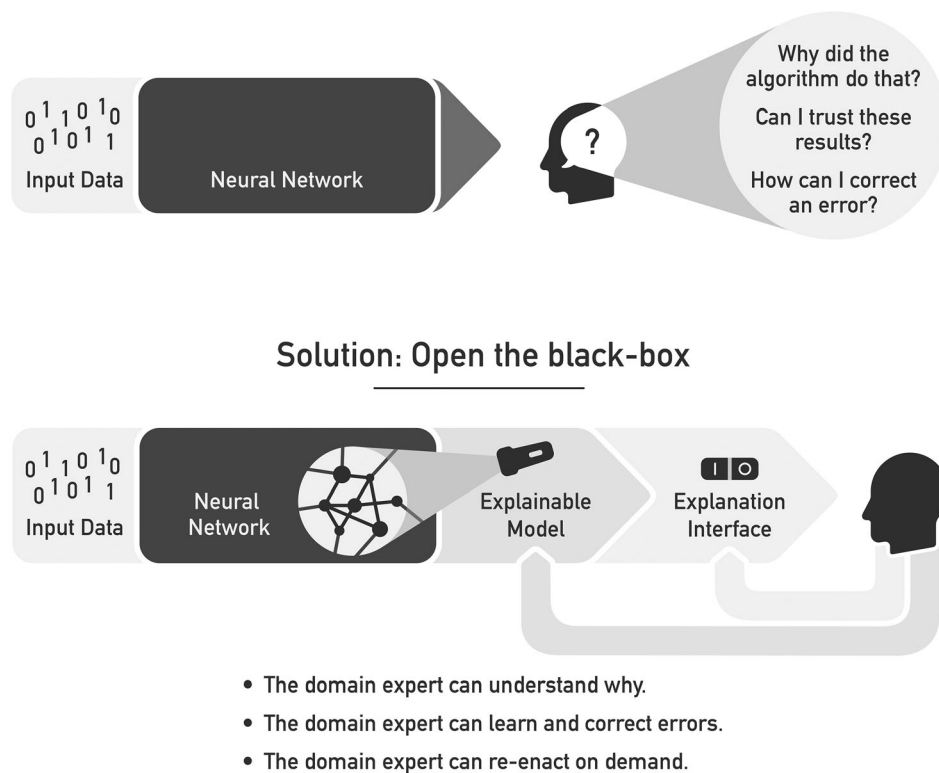 0 1 1 0 1 0
0 1 0 1 1
Input Data
Neural Network
?
Why did the
algorithm do that?
Can I trust these
results?
How can I correct
an error?
Solution: Open the black-box
0 1 1 0 1 0
0 1 0 1 1
Input Data
Neural
Network
Explainable
Model
I O
Explanation
Interface
• The domain expert can understand why.
• The domain expert can learn and correct errors.
• The domain expert can re-enact on demand.